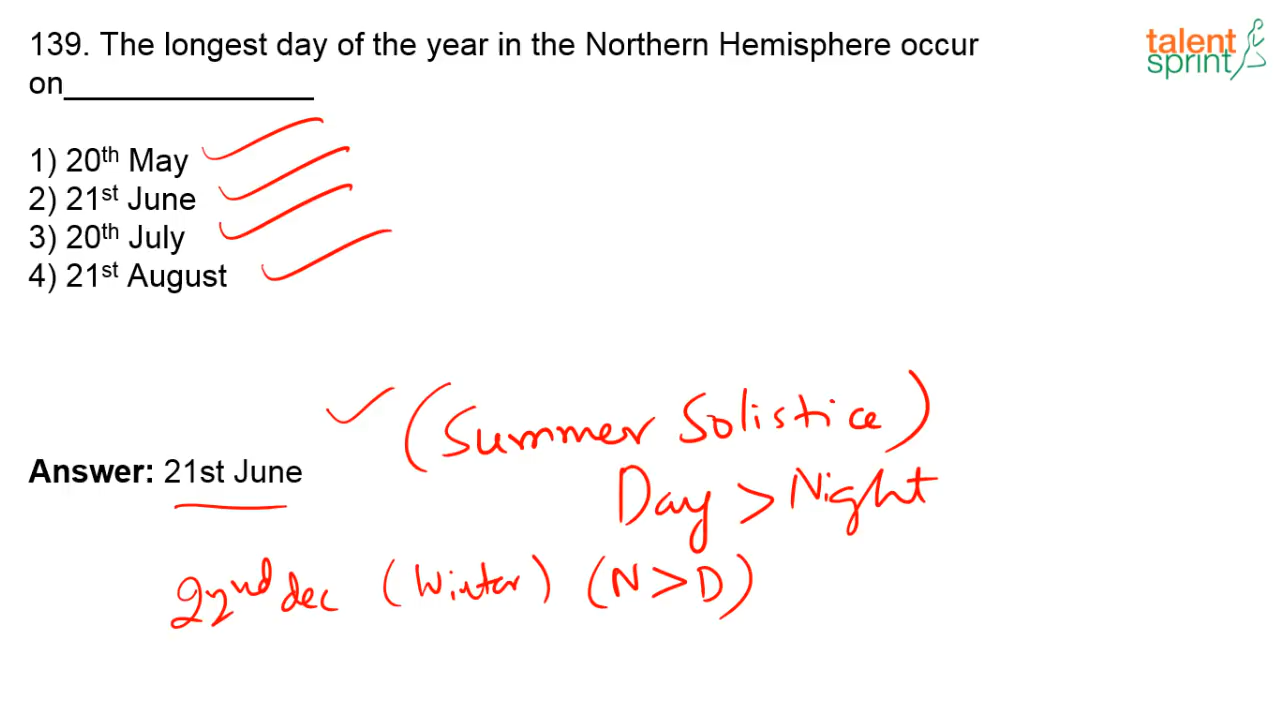 139. The longest day of the year in the Northern Hemisphere occur
on_______________
talent
sprint
1) 20th May
2) 21st June
3) 20th July
4) 21st August
(Summer Solistice)
Answer: 21st June
Day > Night
22nd dec (Winter) (N > D)